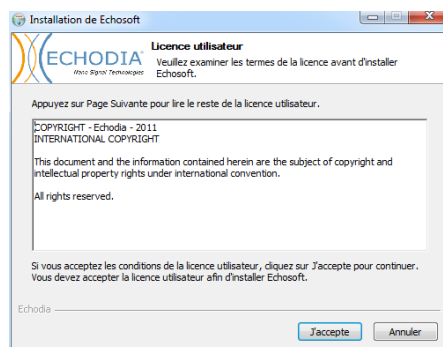 Installation de Echosoft
ECHODIA
Nano Signal Technologies
Licence utilisateur
Veuillez examiner les termes de la licence avant d'installer
Echosoft.
Appuyez sur Page Suivante pour lire le reste de la licence utilisateur.
COPYRIGHT - Echodia - 2011
INTERNATIONAL COPYRIGHT
This document and the information contained herein are the subject of copyright and
intellectual property rights under international convention.
All rights reserved.
Si vous acceptez les conditions de la licence utilisateur, cliquez sur J'accepte pour continuer.
Vous devez accepter la licence utilisateur afin d'installer Echosoft.
Echodia
J'accepte
Annuler